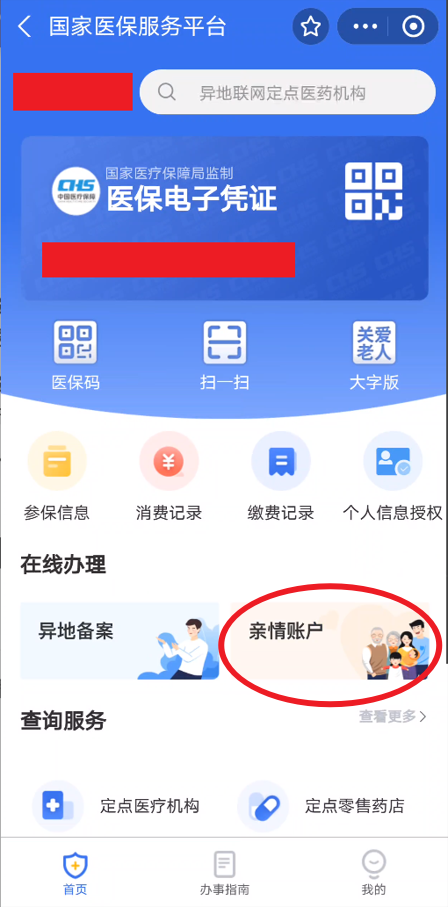 国家医保服务平台
异地联网定点医药机构
CHS
中国医疗保障
国家医疗保障局监制
医保电子凭证
医保码
扫一扫
关爱
老人
大字版
参保信息
消费记录
缴费记录
个人信息授权
在线办理
异地备案
亲情账户
查询服务
查看更多
定点医疗机构
定点零售药店
首页
办事指南
我的